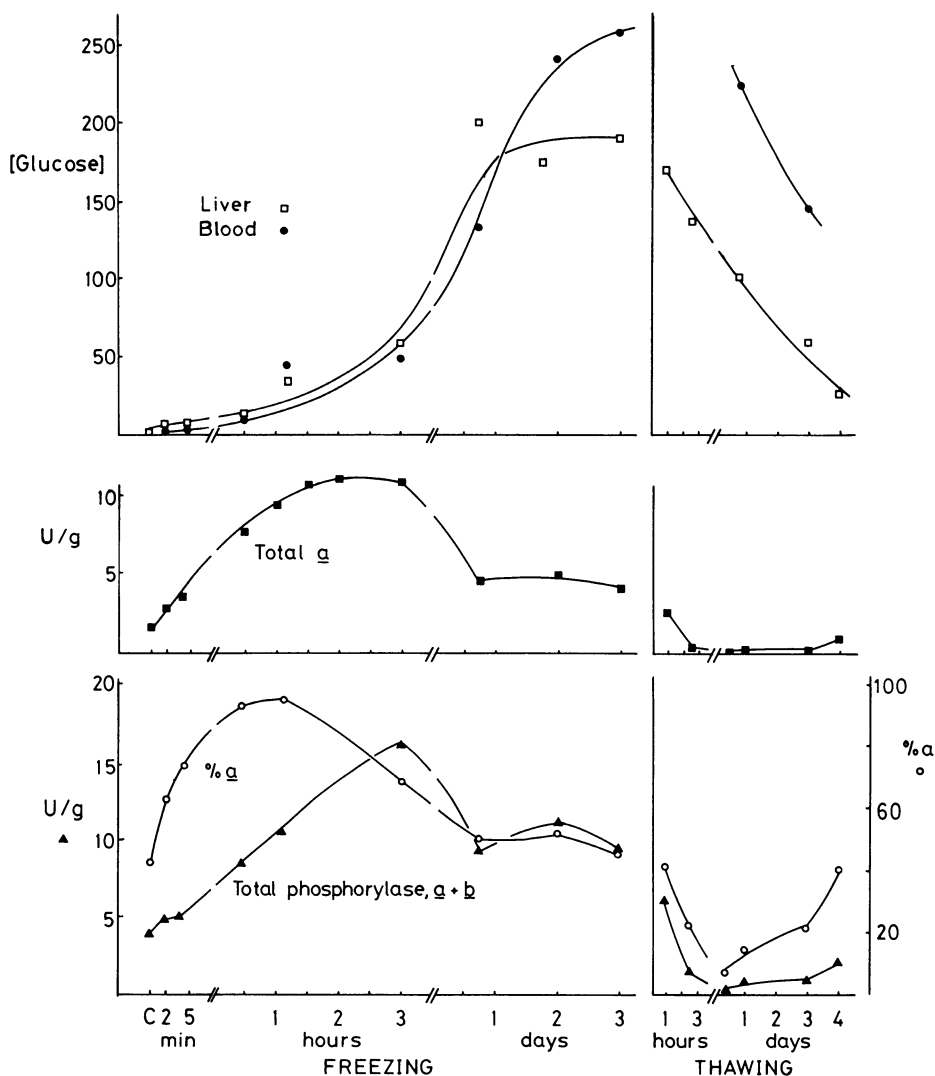 250
200
[Glucose]
150
Liver
Blood
100
50
10
U/g
Total a
5
20
100
% a
15
% a
U/g
60
10
Total phosphorylase, a + b
5
20
C 2 5 1 2 3 1 2 3 1 3 1 2 3 4
min hours days hours days
FREEZING THAWING